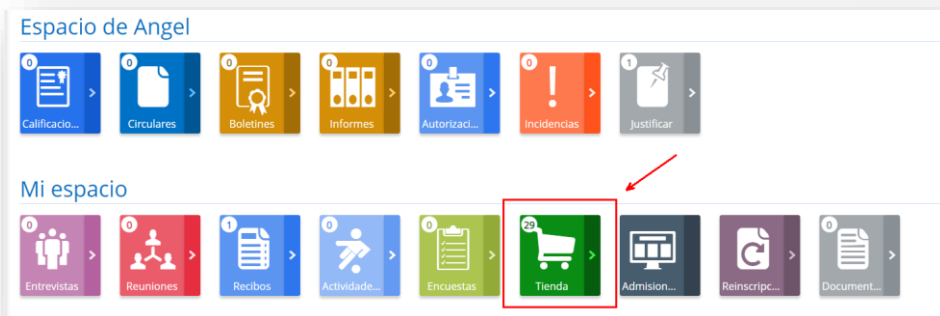 Espacio de Angel
0 0 0 0 0 0 1
Calificacio... Circulares Boletines Informes Autorizaci... Incidencias Justificar
Mi espacio
0 0 1 0 0 29 0
Entrevistas Reuniones Recibos Actividade... Encuestas Tienda Admision... Reinscripc... Document...